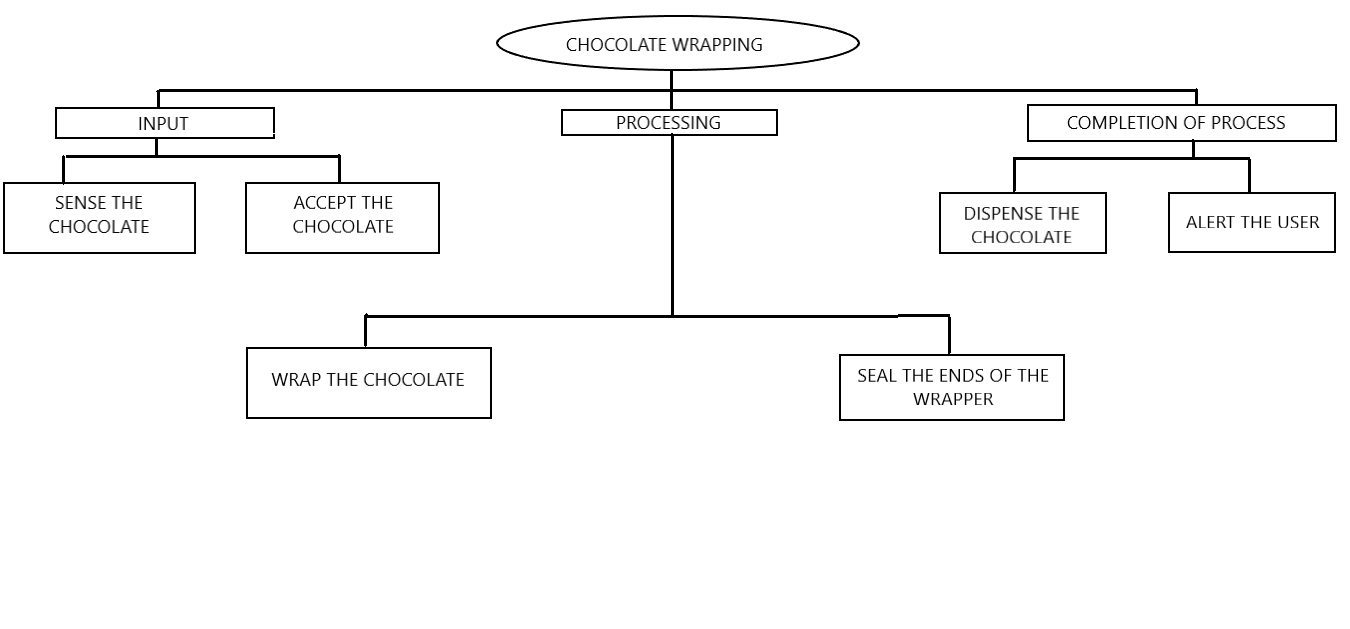 CHOCOLATE WRAPPING
INPUT
PROCESSING
COMPLETION OF PROCESS
SENSE THE
CHOCOLATE
ACCEPT THE
CHOCOLATE
DISPENSE THE
CHOCOLATE
ALERT THE USER
WRAP THE CHOCOLATE
SEAL THE ENDS OF THE
WRAPPER